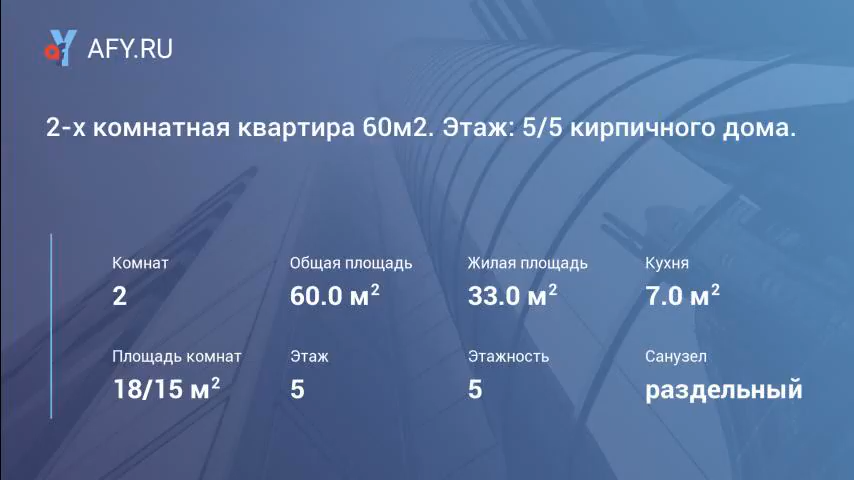 AFY.RU
2-х комнатная квартира 60м2. Этаж: 5/5 кирпичного дома.
Комнат
Общая площадь
Жилая площадь
Кухня
2
60.0 м²
33.0 м²
7.0 м²
Площадь комнат
Этаж
Этажность
Санузел
18/15 м²
5
5
раздельный